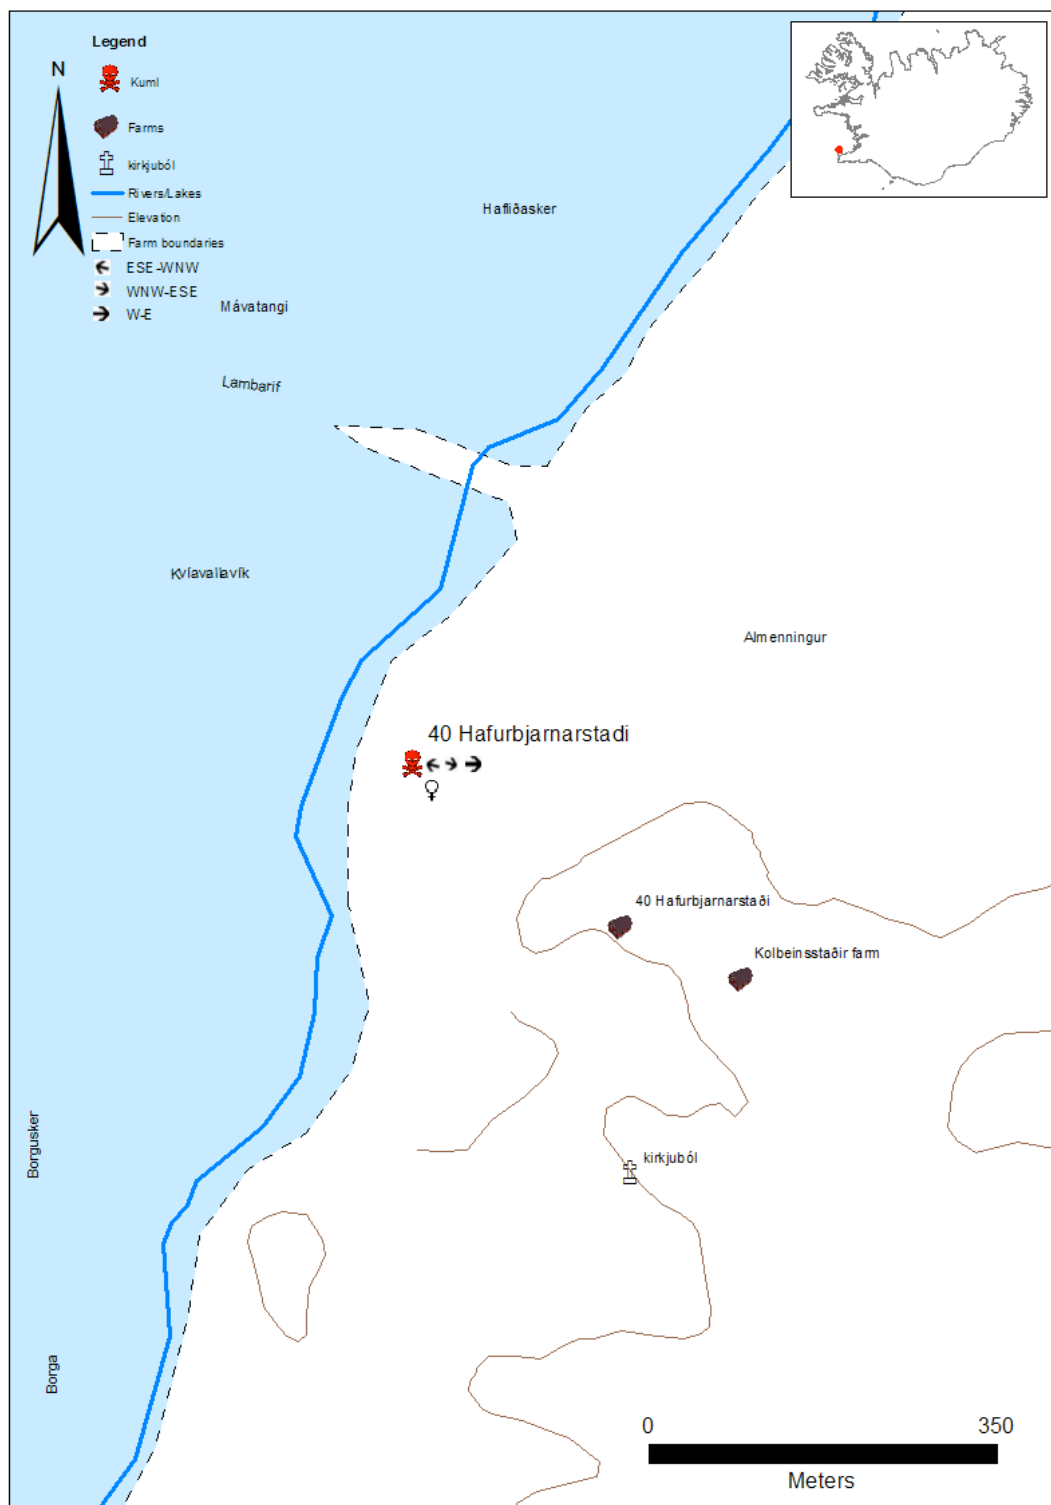 Legend
N
Kuml
Farms
kirkjuból
Rivers/Lakes
Elevation
Farm boundaries
ESE-WNW
WNW-ESE
W-E
Hafliðasker
Mávatangi
Lambarif
Kvíavallavík
Almenningur
40 Hafurbjarnarstadi
40 Hafurbjarnarstaði
Kolbeinsstaðir farm
Borgusker
kirkjuból
Borga
0 350
Meters